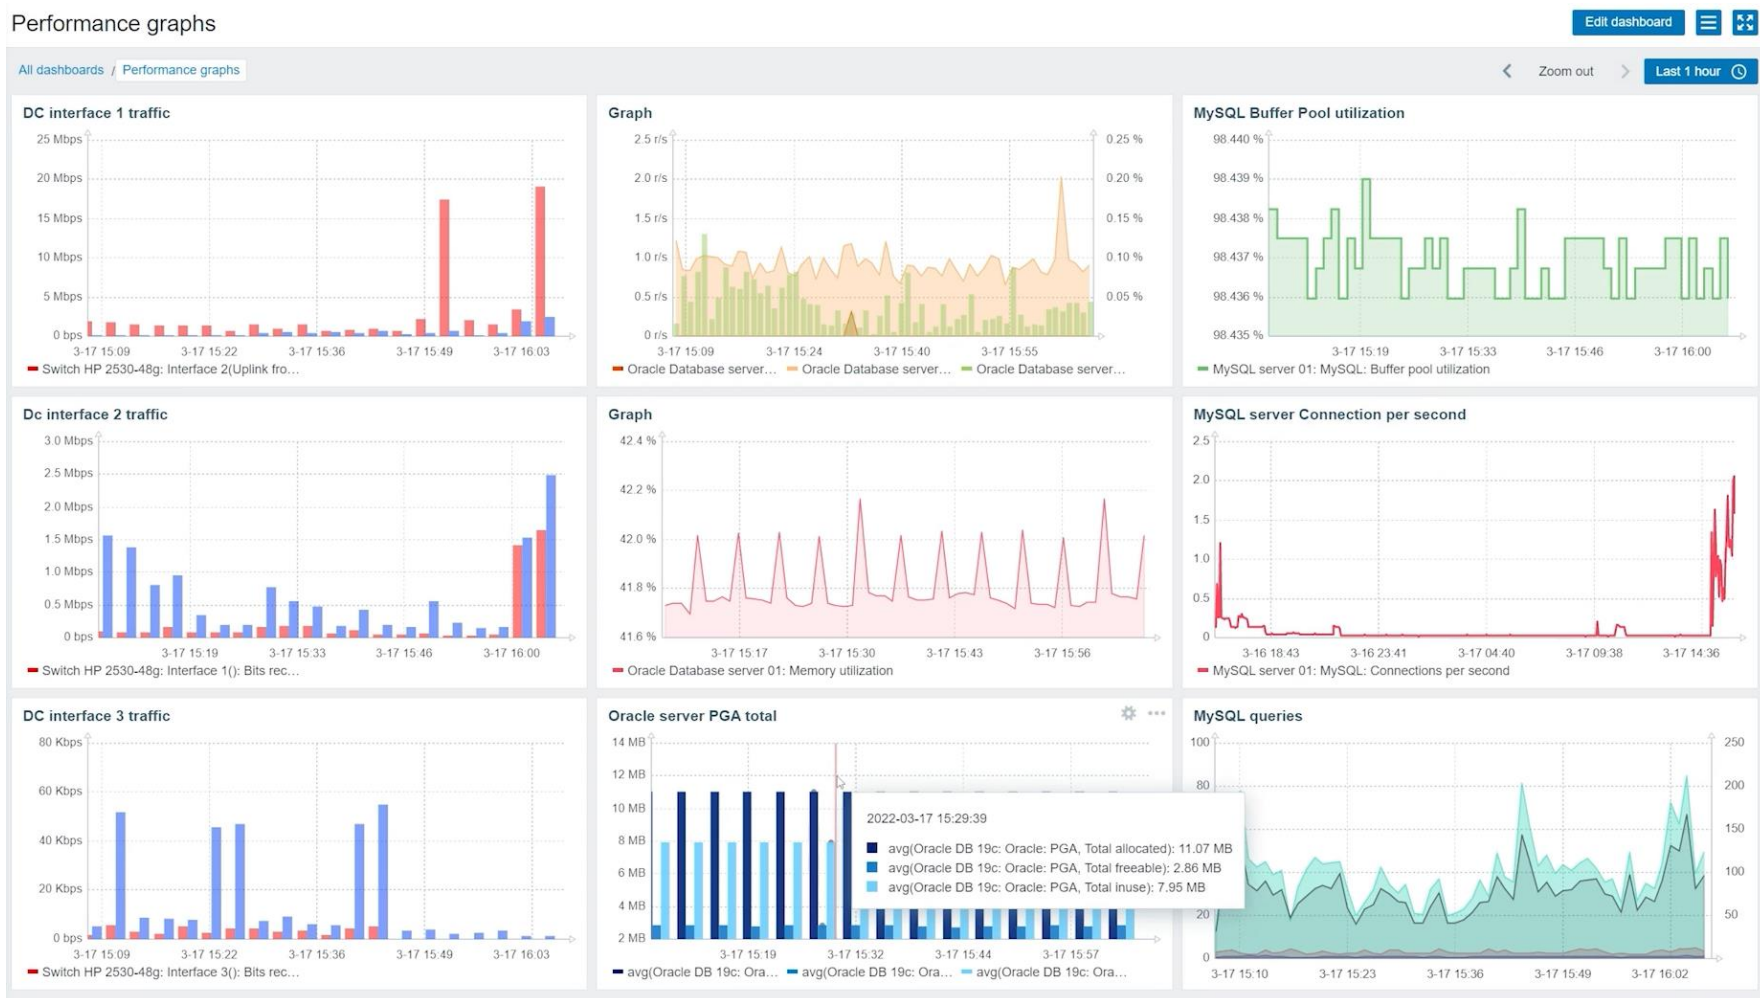 Performance graphs
Edit dashboard
All dashboards / Performance graphs
Zoom out
Last 1 hour
DC interface 1 traffic
25 Mbps
20 Mbps
15 Mbps
10 Mbps
5 Mbps
0 bps
3-17 15:09 3-17 15:22 3-17 15:36 3-17 15:49 3-17 16:03
Switch HP 2530-48g: Interface 2(Uplink fro...
Graph
2.5 r/s 0.25 %
2.0 r/s 0.20 %
1.5 r/s 0.15 %
1.0 r/s 0.10 %
0.5 r/s 0.05 %
0 r/s
3-17 15:09 3-17 15:24 3-17 15:40 3-17 15:55
Oracle Database server... Oracle Database server... Oracle Database server...
MySQL Buffer Pool utilization
98.440 %
98.439 %
98.438 %
98.437 %
98.436 %
98.435 %
3-17 15:19 3-17 15:33 3-17 15:46 3-17 16:00
MySQL server 01: MySQL: Buffer pool utilization
Dc interface 2 traffic
3.0 Mbps
2.5 Mbps
2.0 Mbps
1.5 Mbps
1.0 Mbps
0.5 Mbps
0 bps
3-17 15:19 3-17 15:33 3-17 15:46 3-17 16:00
Switch HP 2530-48g: Interface 1(): Bits rec...
Graph
42.4 %
42.2 %
42.0 %
41.8 %
41.6 %
3-17 15:17 3-17 15:30 3-17 15:43 3-17 15:56
Oracle Database server 01: Memory utilization
MySQL server Connection per second
2.5
2.0
1.5
1.0
0.5
0
3-16 18:43 3-16 23:41 3-17 04:40 3-17 09:38 3-17 14:36
MySQL server 01: MySQL: Connections per second
DC interface 3 traffic
80 Kbps
60 Kbps
40 Kbps
20 Kbps
0 bps
3-17 15:09 3-17 15:22 3-17 15:36 3-17 15:49 3-17 16:03
Switch HP 2530-48g: Interface 3(): Bits rec...
Oracle server PGA total
14 MB
12 MB
10 MB
8 MB
6 MB
4 MB
2 MB
3-17 15:19 3-17 15:32 3-17 15:44 3-17 15:57
avg(Oracle DB 19c: Ora... avg(Oracle DB 19c: Ora... avg(Oracle DB 19c: Ora...
2022-03-17 15:29:39
avg(Oracle DB 19c: Oracle: PGA, Total allocated): 11.07 MB
avg(Oracle DB 19c: Oracle: PGA, Total freeable): 2.86 MB
avg(Oracle DB 19c: Oracle: PGA, Total inuse): 7.95 MB
MySQL queries
100 250
80 200
150
100
20 50
0 0
3-17 15:10 3-17 15:23 3-17 15:36 3-17 15:49 3-17 16:02